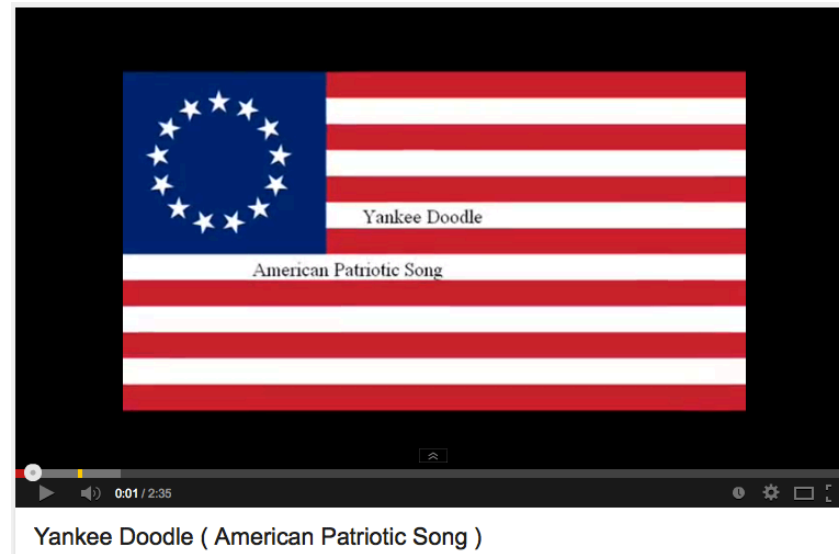 Yankee Doodle
American Patriotic Song
0:01 / 2:35
Yankee Doodle ( American Patriotic Song )